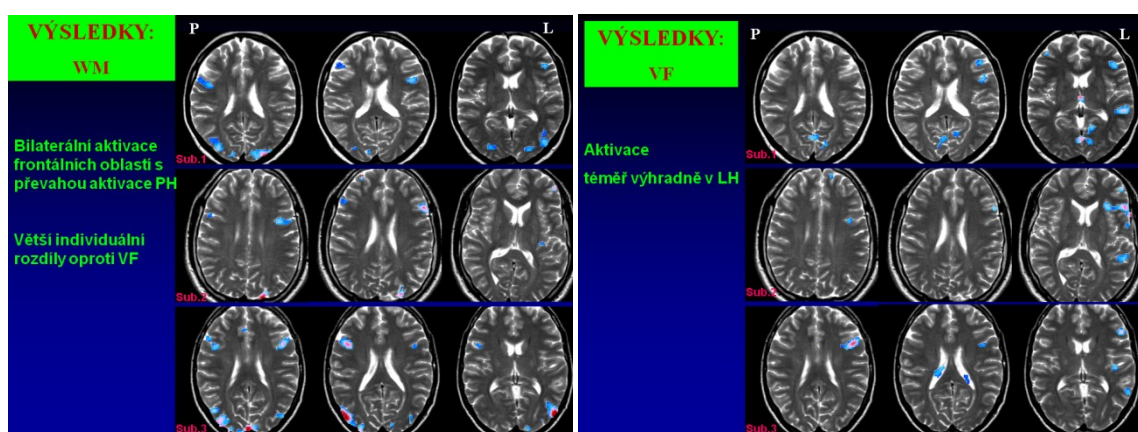 VÝSLEDKY:
WM
P
L
Bilaterální aktivace
frontálních oblastí s
převahou aktivace PH
Větší individuální
rozdíly oproti VF
Sub.1
Sub.2
Sub.3
VÝSLEDKY:
VF
P
L
Aktivace
téměř výhradně v LH
Sub.1
Sub.2
Sub.3